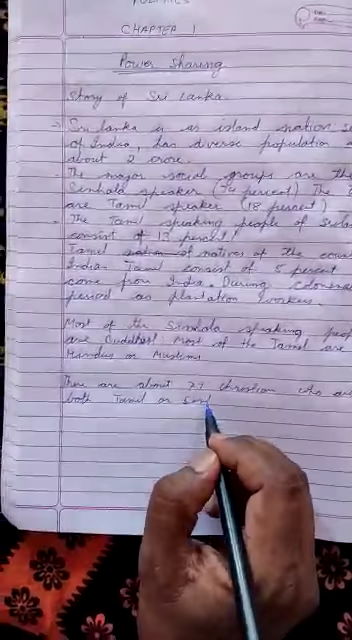 POLITICS
CHAPTER 1
Power Sharing
Story of Sri Lanka
Sri Lanka is as island nation
of India, has diverse population
about 2 crore.
The major social groups are the
Sinhala speaker (74 percent) The
are Tamil speaker (18 percent)
The Tamil speaking people of
consist of 13 percent!
Tamil nation of natives of the
Indian Tamil consist of 5 percent
come from India. During
period as plantation workers.
Most of the Sinhala speaking
are Buddhist Most of the Tamil are
Hindus or Muslims
There are about 7% christian who
both Tamil or